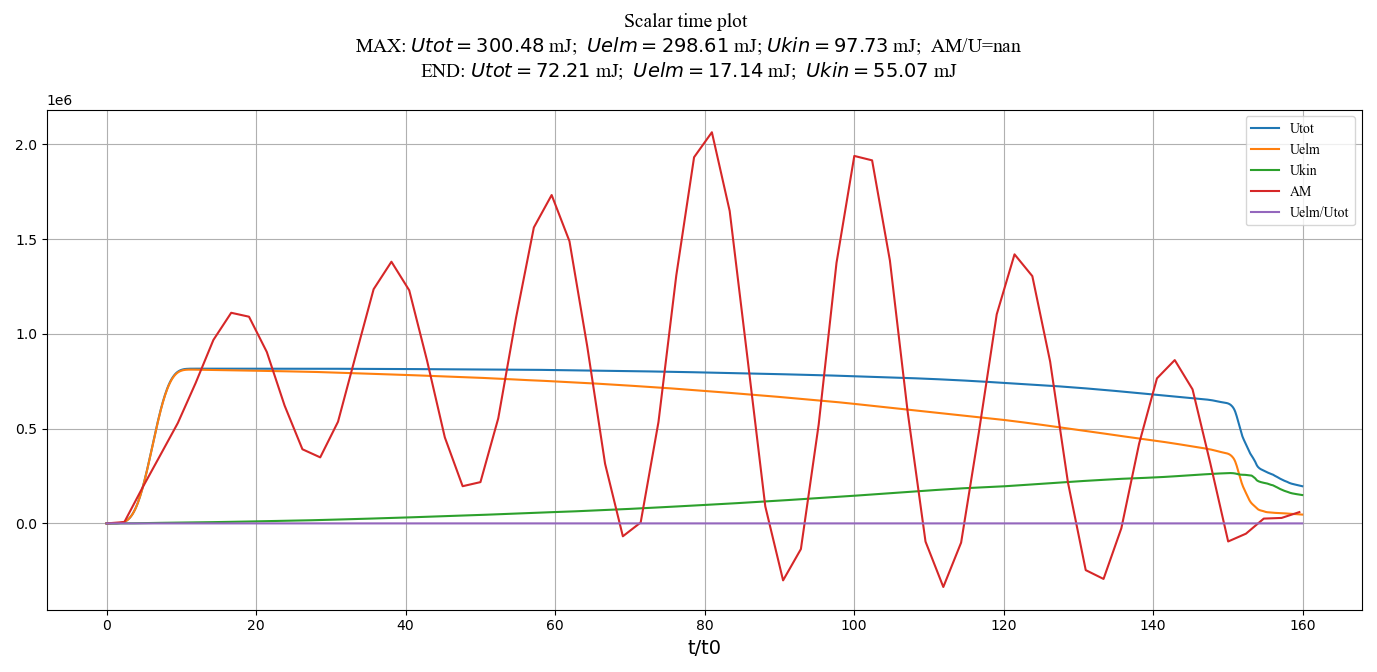 Scalar time plot
MAX: Utot = 300.48 mJ; Uelm = 298.61 mJ; Ukin = 97.73 mJ; AM/U=nan
END: Utot = 72.21 mJ; Uelm = 17.14 mJ; Ukin = 55.07 mJ
1e6
2.0
1.5
1.0
0.5
0.0
Utot
Uelm
Ukin
AM
Uelm/Utot
0 20 40 60 80 100 120 140 160
t/t0